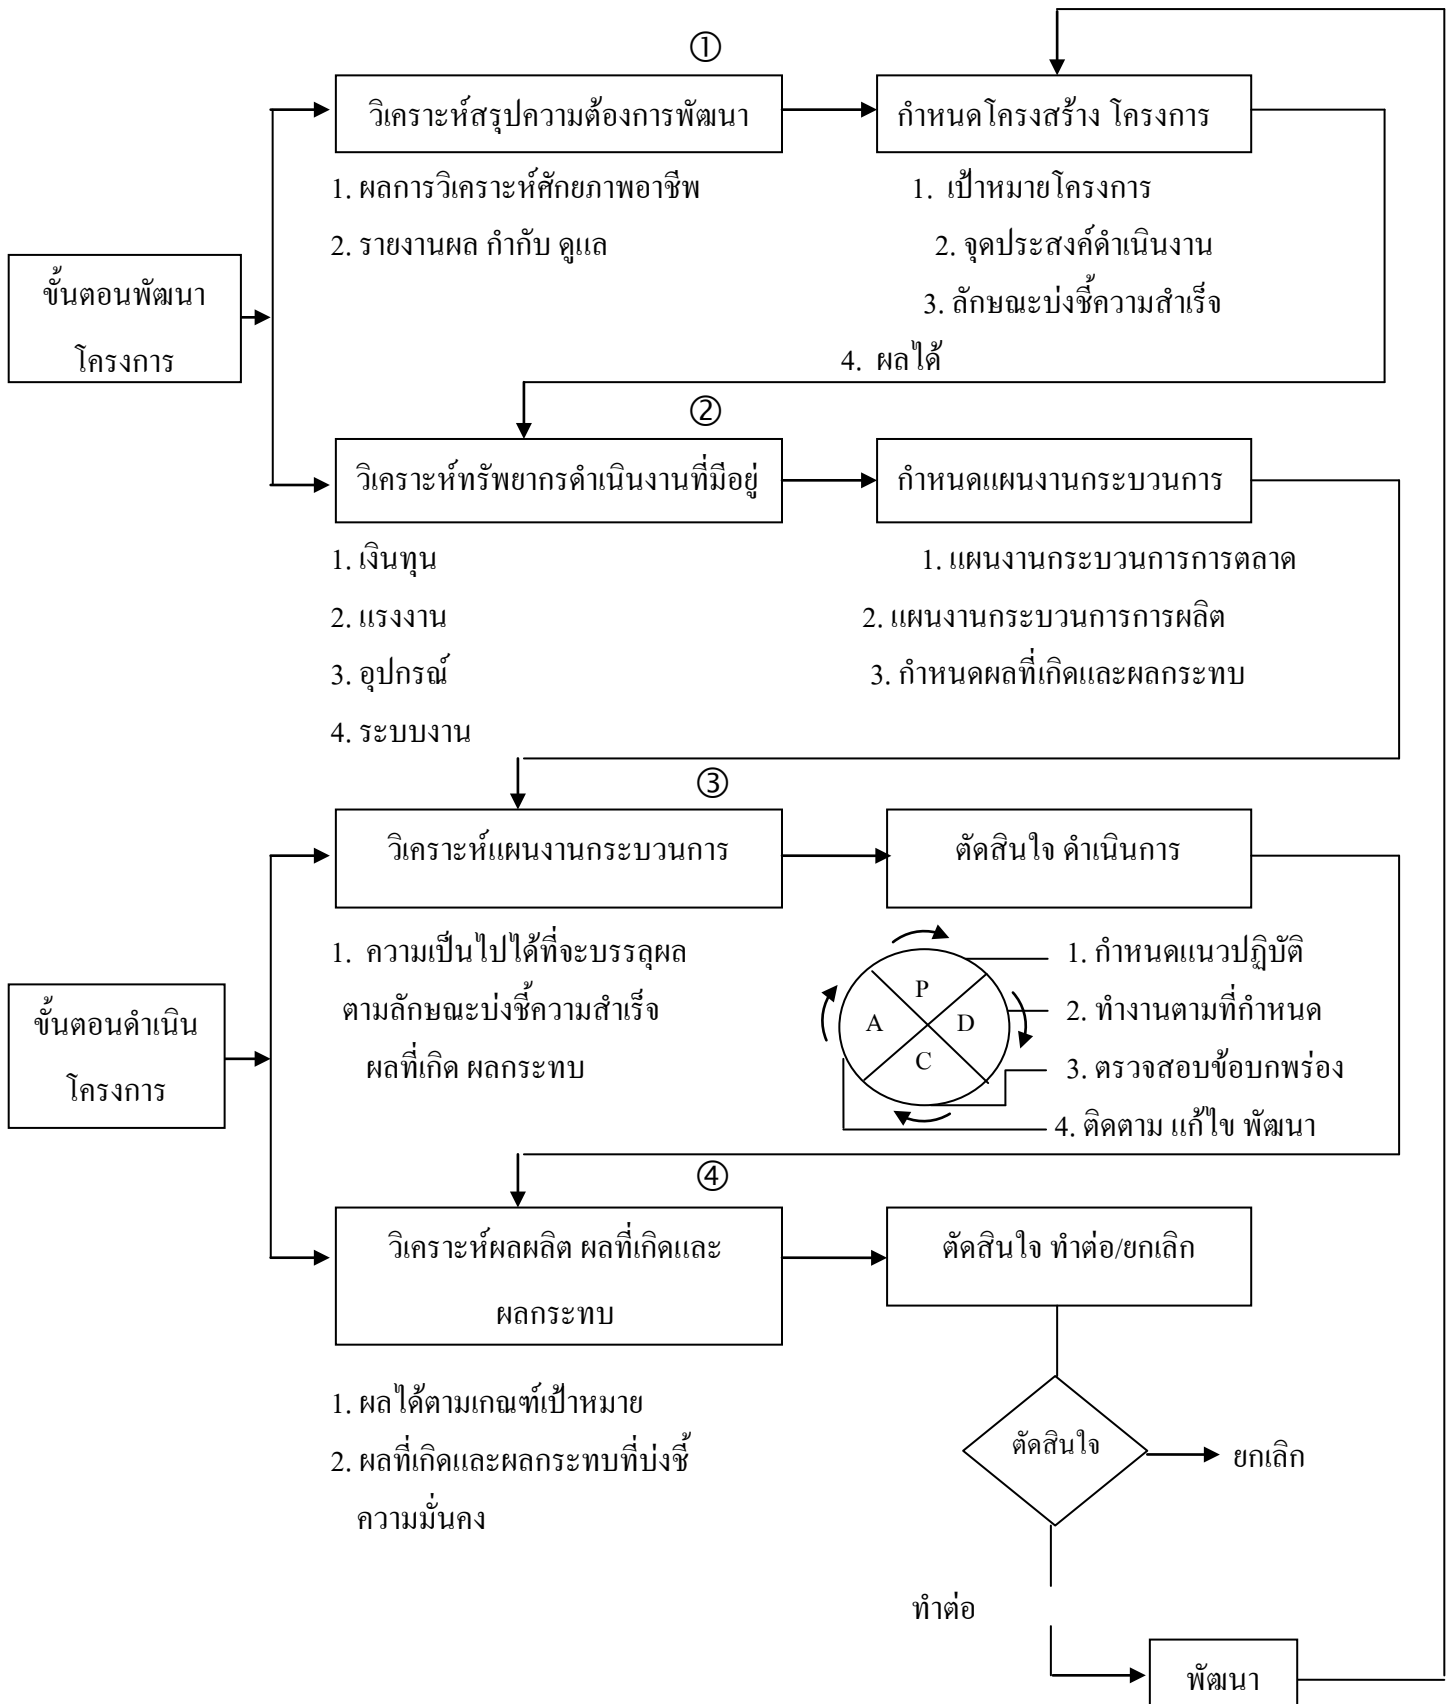 ①
วิเคราะห์สรุปความต้องการพัฒนา
กำหนดโครงสร้าง โครงการ
1. ผลการวิเคราะห์ศักยภาพอาชีพ
2. รายงานผล กำกับ ดูแล
1. เป้าหมายโครงการ
2. จุดประสงค์ดำเนินงาน
3. ลักษณะบ่งชี้ความสำเร็จ
4. ผลได้
ขั้นตอนพัฒนา
โครงการ
②
วิเคราะห์ทรัพยากรดำเนินงานที่มีอยู่
กำหนดแผนงานกระบวนการ
1. เงินทุน
2. แรงงาน
3. อุปกรณ์
4. ระบบงาน
1. แผนงานกระบวนการการตลาด
2. แผนงานกระบวนการการผลิต
3. กำหนดผลที่เกิดและผลกระทบ
③
วิเคราะห์แผนงานกระบวนการ
ตัดสินใจ ดำเนินการ
1. ความเป็นไปได้ที่จะบรรลุผล
ตามลักษณะบ่งชี้ความสำเร็จ
ผลที่เกิด ผลกระทบ
P
A
D
C
1. กำหนดแนวปฏิบัติ
2. ทำงานตามที่กำหนด
3. ตรวจสอบข้อบกพร่อง
4. ติดตาม แก้ไข พัฒนา
ขั้นตอนดำเนิน
โครงการ
④
วิเคราะห์ผลผลิต ผลที่เกิดและ
ผลกระทบ
ตัดสินใจ ทำต่อ/ยกเลิก
1. ผลได้ตามเกณฑ์เป้าหมาย
2. ผลที่เกิดและผลกระทบที่บ่งชี้
ความมั่นคง
ตัดสินใจ
ยกเลิก
ทำต่อ
พัฒนา